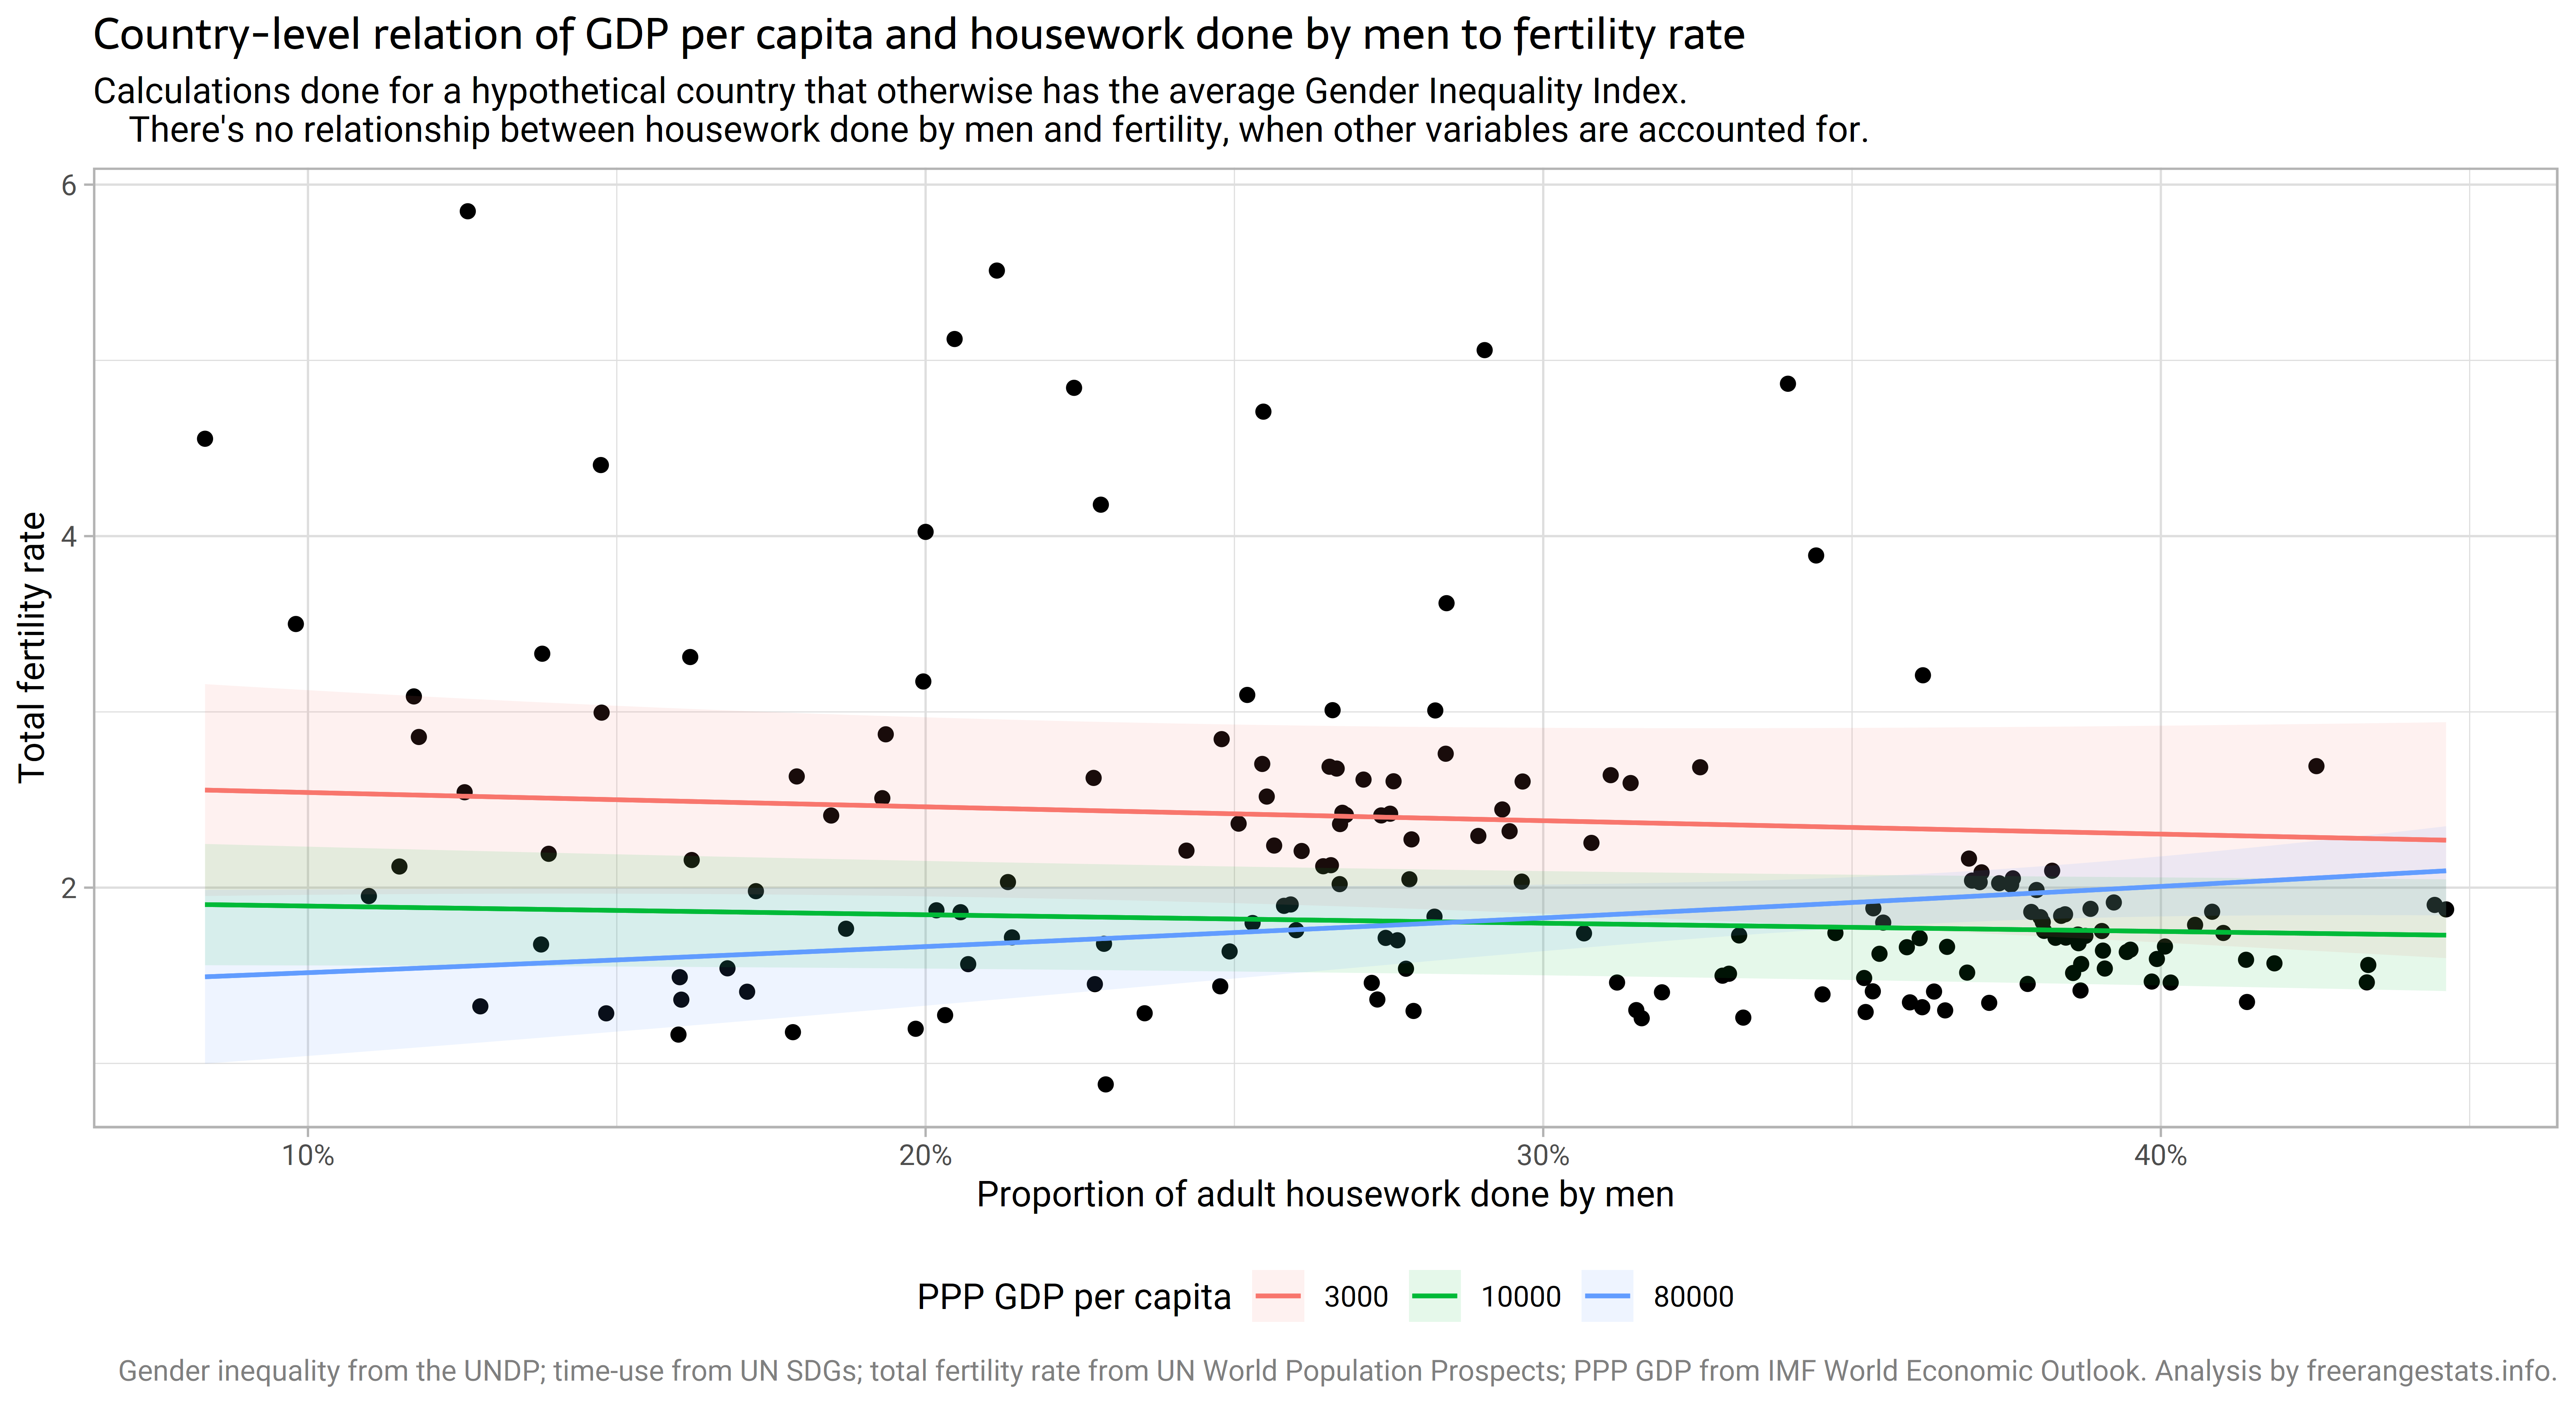 Country-level relation of GDP per capita and housework done by men to fertility rate
Calculations done for a hypothetical country that otherwise has the average Gender Inequality Index.
There's no relationship between housework done by men and fertility, when other variables are accounted for.
Total fertility rate
6
4
2
10% 20% 30% 40%
Proportion of adult housework done by men
PPP GDP per capita 3000 10000 80000
Gender inequality from the UNDP; time-use from UN SDGs; total fertility rate from UN World Population Prospects; PPP GDP from IMF World Economic Outlook. Analysis by freerangestats.info.